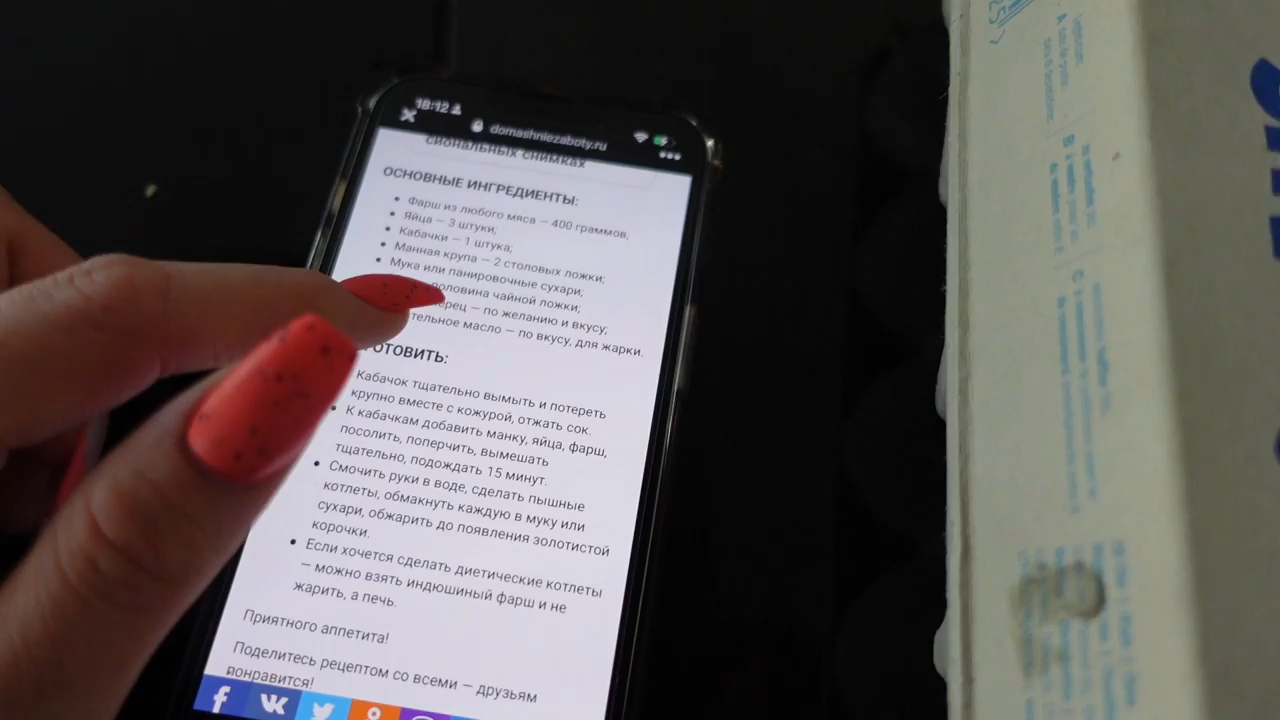 18:12
domashniezaboty.ru
сиональных снимках
ОСНОВНЫЕ ИНГРЕДИЕНТЫ:
Фарш из любого мяса — 400 граммов;
Яйца — 3 штуки;
Кабачки — 1 штука;
Манная крупа — 2 столовых ложки;
Мука или панировочные сухари;
половина чайной ложки;
ерец — по желанию и вкусу;
тельное масло — по вкусу, для жарки.
ГОТОВИТЬ:
Кабачок тщательно вымыть и потереть
крупно вместе с кожурой, отжать сок.
К кабачкам добавить манку, яйца, фарш,
посолить, поперчить, вымешать
тщательно, подождать 15 минут.
Смочить руки в воде, сделать пышные
котлеты, обмакнуть каждую в муку или
сухари, обжарить до появления золотистой
корочки.
Если хочется сделать диетические котлеты
— можно взять индюшиный фарш и не
жарить, а печь.
Приятного аппетита!
Поделитесь рецептом со всеми — друзьям
понравится!